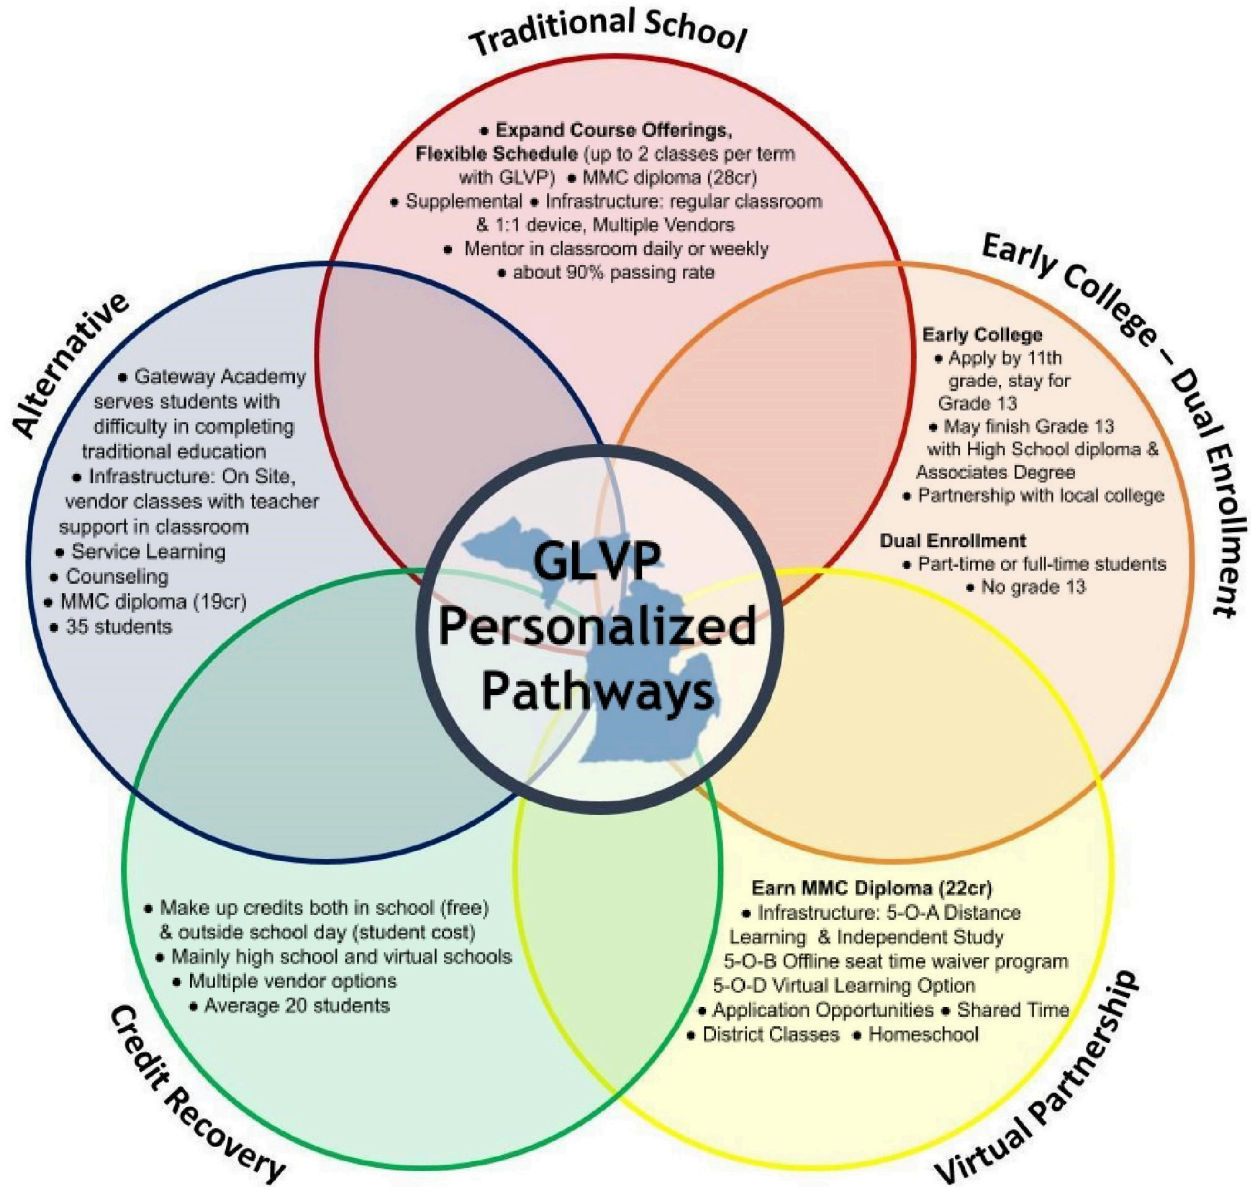 Traditional School
● Expand Course Offerings,
Flexible Schedule (up to 2 classes per term
with GLVP) ● MMC diploma (28cr)
● Supplemental ● Infrastructure: regular classroom
& 1:1 device, Multiple Vendors
● Mentor in classroom daily or weekly
● about 90% passing rate
Early College – Dual Enrollment
Early College
● Apply by 11th
grade, stay for
Grade 13
● May finish Grade 13
with High School diploma &
Associates Degree
● Partnership with local college
Dual Enrollment
● Part-time or full-time students
● No grade 13
Alternative
● Gateway Academy
serves students with
difficulty in completing
traditional education
● Infrastructure: On Site,
vendor classes with teacher
support in classroom
● Service Learning
● Counseling
● MMC diploma (19cr)
● 35 students
GLVP
Personalized
Pathways
● Make up credits both in school (free)
& outside school day (student cost)
● Mainly high school and virtual schools
● Multiple vendor options
● Average 20 students
Credit Recovery
Earn MMC Diploma (22cr)
● Infrastructure: 5-O-A Distance
Learning & Independent Study
5-O-B Offline seat time waiver program
5-O-D Virtual Learning Option
● Application Opportunities ● Shared Time
● District Classes ● Homeschool
Virtual Partnership